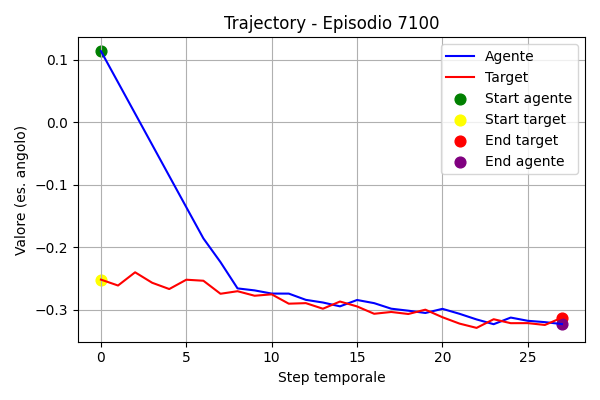 Trajectory - Episodio 7100
Valore (es. angolo)
0.1
0.0
−0.1
−0.2
−0.3
0
5
10
15
20
25
Step temporale
Agente
Target
Start agente
Start target
End target
End agente